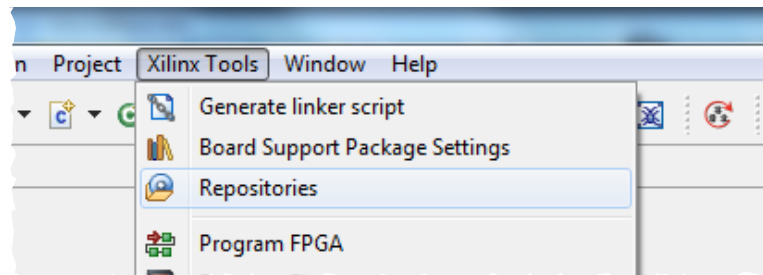 n Project Xilinx Tools Window Help
Generate linker script
Board Support Package Settings
Repositories
Program FPGA